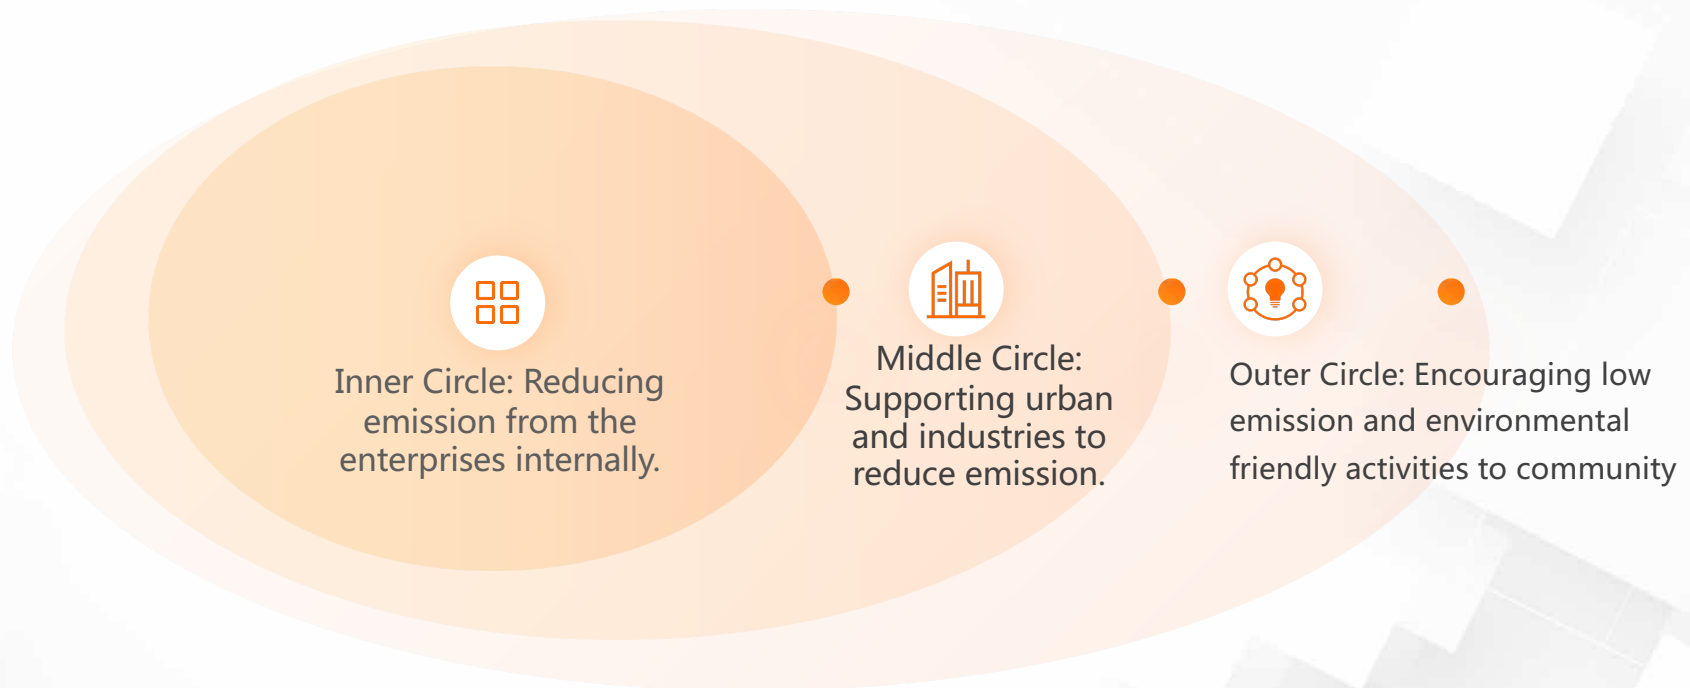 Inner Circle: Reducing
emission from the
enterprises internally.
Middle Circle:
Supporting urban
and industries to
reduce emission.
Outer Circle: Encouraging low
emission and environmental
friendly activities to community